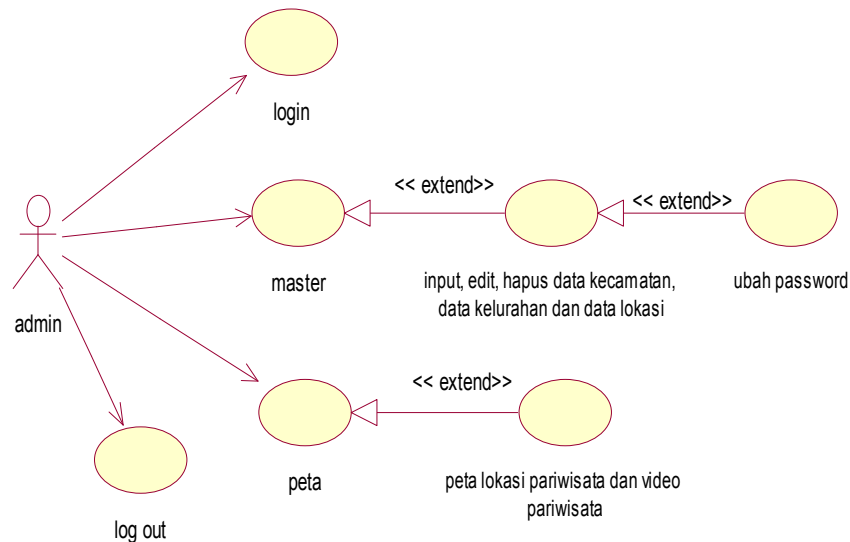 login
<< extend>>
<< extend>>
master
input, edit, hapus data kecamatan,
data kelurahan dan data lokasi
ubah password
admin
<< extend>>
peta
peta lokasi pariwisata dan video
pariwisata
log out